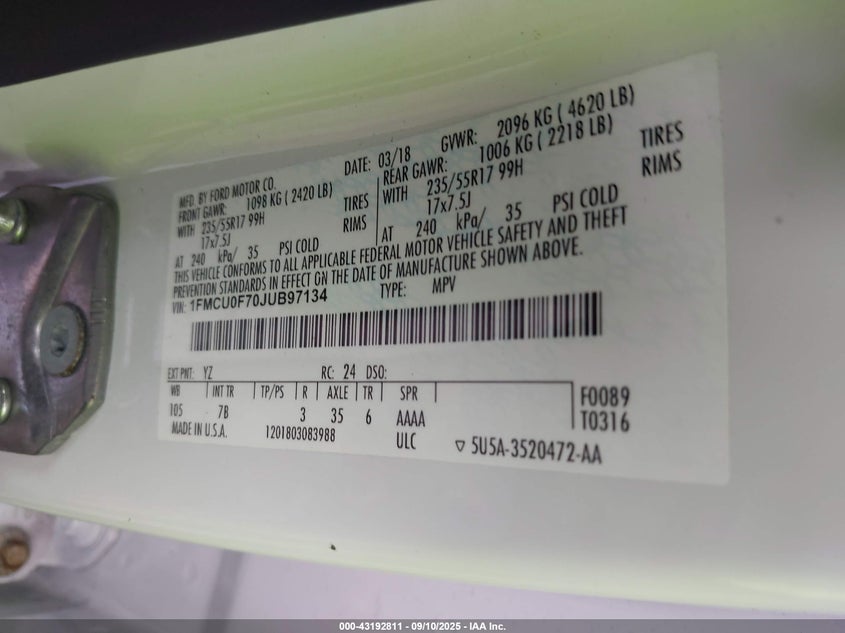 MFD. BY FORD MOTOR CO.
DATE: 03/18 GVWR: 2096 KG ( 4620 LB)
FRONT GAWR: 1098 KG ( 2420 LB)
WITH 235/55R17 99H TIRES
17x7.5J RIMS
AT 240 kPa/ 35 PSI COLD
REAR GAWR: 1006 KG ( 2218 LB)
WITH 235/55R17 99H TIRES
17x7.5J RIMS
AT 240 kPa/ 35 PSI COLD
THIS VEHICLE CONFORMS TO ALL APPLICABLE FEDERAL MOTOR VEHICLE SAFETY AND THEFT
PREVENTION STANDARDS IN EFFECT ON THE DATE OF MANUFACTURE SHOWN ABOVE.
VIN: 1FMCU0F70JUB97134 TYPE: MPV
EXT PNT: YZ RC: 24 DSO:
WB INT TR TP/PS R AXLE TR SPR
105 7B 3 35 6 AAAA
F0089
T0316
MADE IN U.S.A. 1201803083988 ULC ▽ 5U5A-3520472-AA
000-43192811 - 09/10/2025 - IAA Inc.